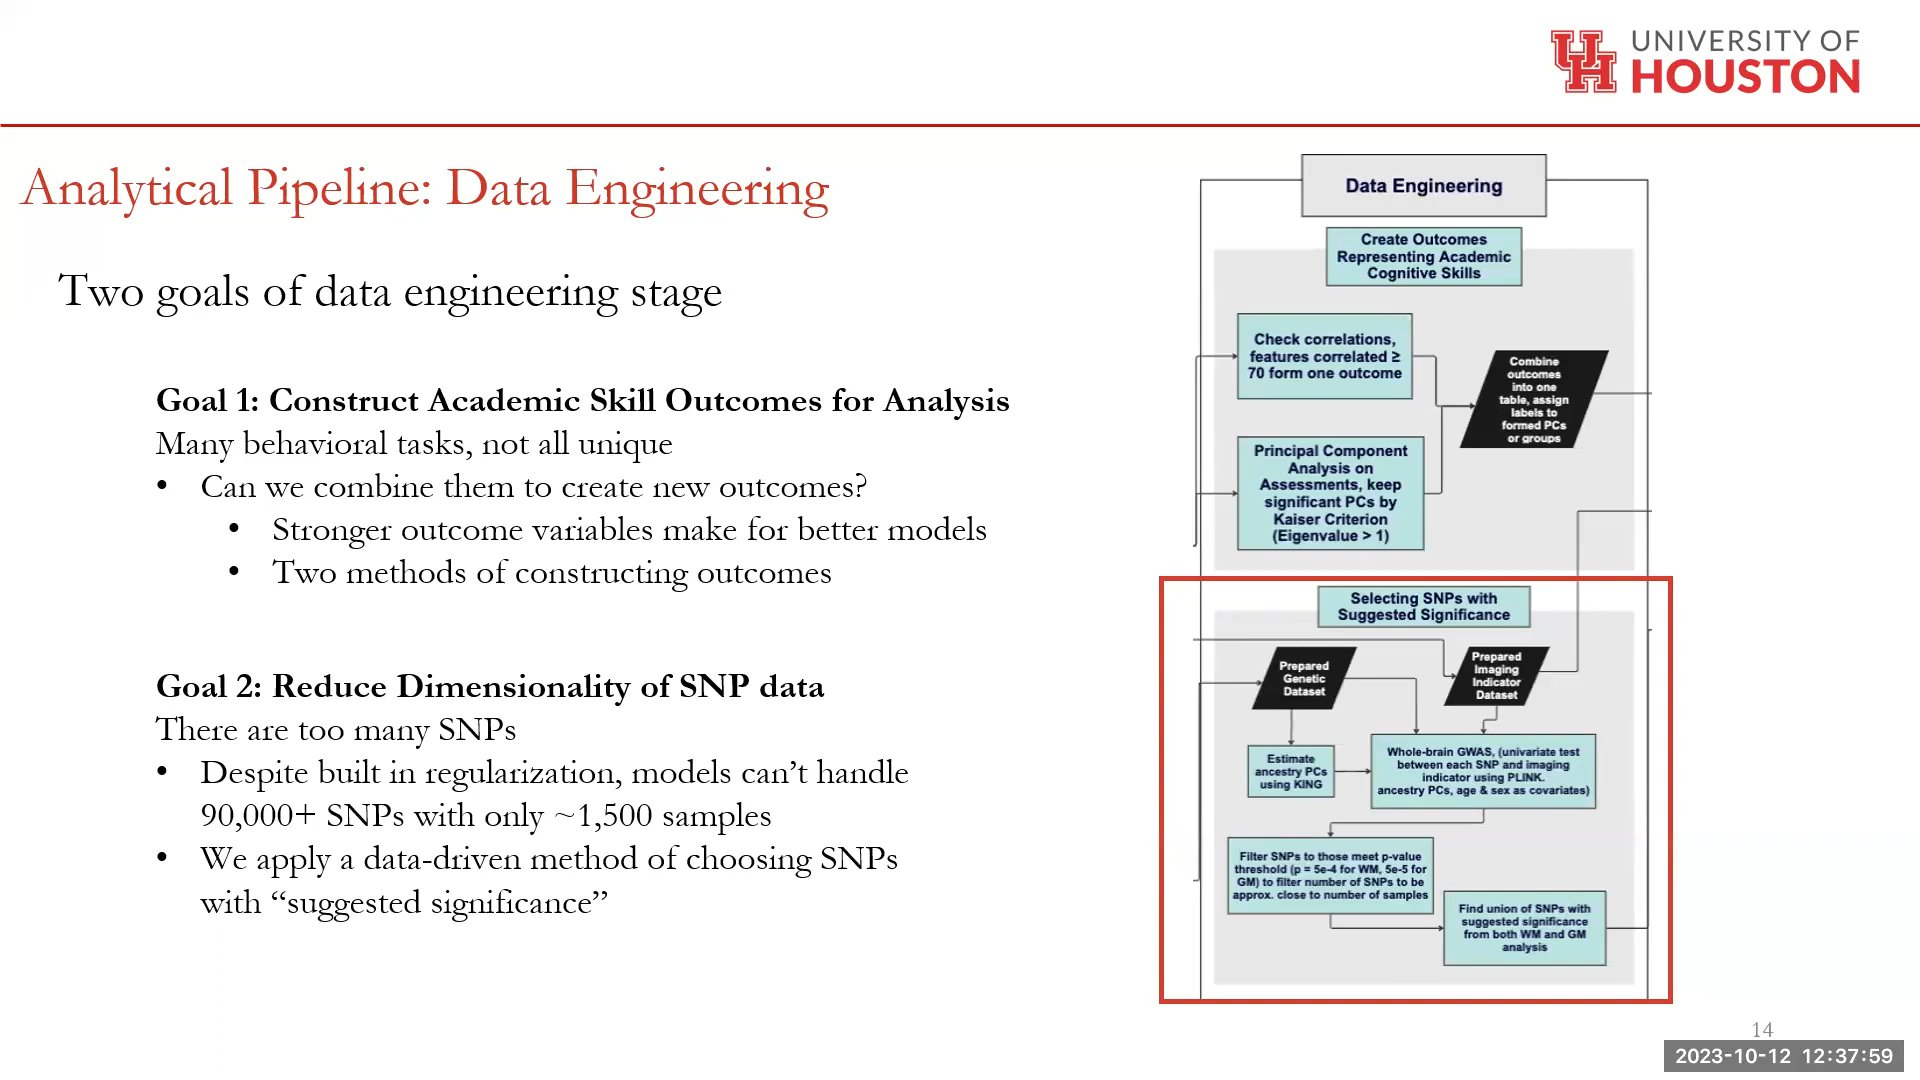 UNIVERSITY OF
HOUSTON
Analytical Pipeline: Data Engineering
Two goals of data engineering stage
Goal 1: Construct Academic Skill Outcomes for Analysis
Many behavioral tasks, not all unique
• Can we combine them to create new outcomes?
• Stronger outcome variables make for better models
• Two methods of constructing outcomes
Goal 2: Reduce Dimensionality of SNP data
There are too many SNPs
• Despite built in regularization, models can’t handle
90,000+ SNPs with only ~1,500 samples
• We apply a data-driven method of choosing SNPs
with “suggested significance”
Data Engineering
Create Outcomes
Representing Academic
Cognitive Skills
Check correlations,
features correlated ≥
70 form one outcome
Combine
outcomes
into one
table, assign
labels to
formed PCs
or groups
Principal Component
Analysis on
Assessments, keep
significant PCs by
Kaiser Criterion
(Eigenvalue > 1)
Selecting SNPs with
Suggested Significance
Prepared
Genetic
Dataset
Prepared
Imaging
Indicator
Dataset
Estimate
ancestry PCs
using KING
Whole-brain GWAS, (univariate test
between each SNP and imaging
indicator using PLINK.
ancestry PCs, age & sex as covariates)
Filter SNPs to those meet p-value
threshold (p = 5e-4 for WM, 5e-5 for
GM) to filter number of SNPs to be
approx. close to number of samples
Find union of SNPs with
suggested significance
from both WM and GM
analysis
14
2023-10-12 12:37:59